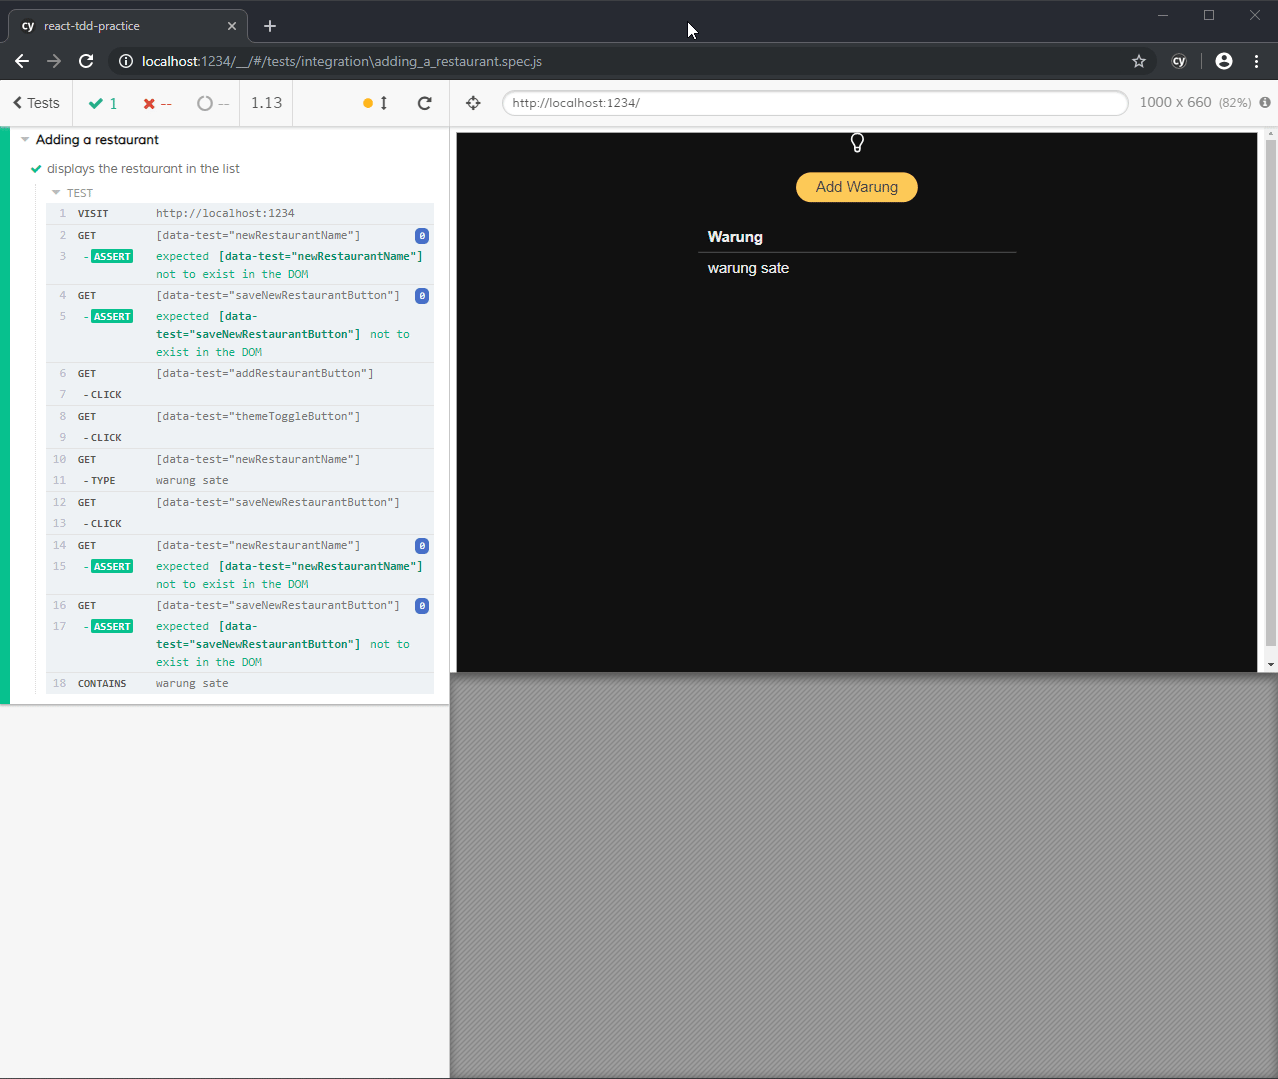 cy react-tdd-practice
localhost:1234/__/#/tests/integration\adding_a_restaurant.spec.js
cy
Tests 1 -- -- 1.13
http://localhost:1234/
1000 x 660 (82%)
Adding a restaurant
displays the restaurant in the list
TEST
1 VISIT http://localhost:1234
2 GET [data-test="newRestaurantName"] 0
3 -ASSERT expected [data-test="newRestaurantName"]
not to exist in the DOM
4 GET [data-test="saveNewRestaurantButton"] 0
5 -ASSERT expected [data-
test="saveNewRestaurantButton"] not to
exist in the DOM
6 GET [data-test="addRestaurantButton"]
7 -CLICK
8 GET [data-test="themeToggleButton"]
9 -CLICK
10 GET [data-test="newRestaurantName"]
11 -TYPE warung sate
12 GET [data-test="saveNewRestaurantButton"]
13 -CLICK
14 GET [data-test="newRestaurantName"] 0
15 -ASSERT expected [data-test="newRestaurantName"]
not to exist in the DOM
16 GET [data-test="saveNewRestaurantButton"] 0
17 -ASSERT expected [data-
test="saveNewRestaurantButton"] not to
exist in the DOM
18 CONTAINS warung sate
Add Warung
Warung
warung sate